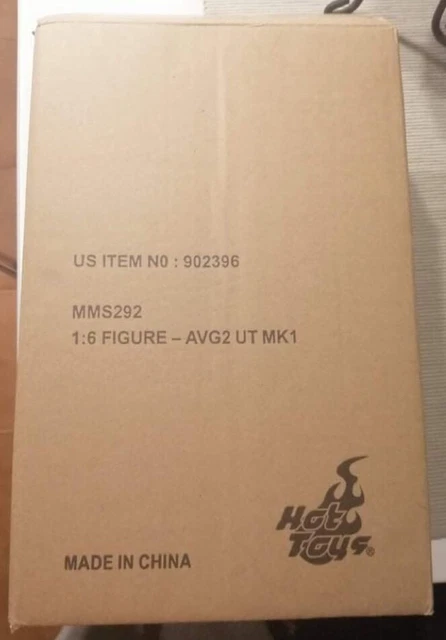 US ITEM N0 : 902396
MMS292
1:6 FIGURE – AVG2 UT MK1
Hot
Toys®
MADE IN CHINA